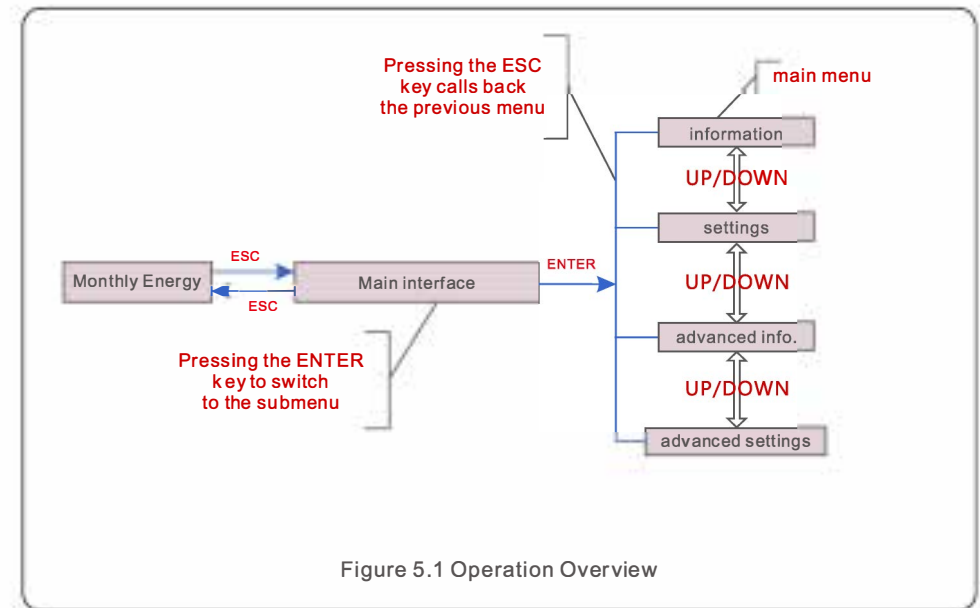 Pressing the ESC
key calls back
the previous menu
main menu
information
UP/DOWN
settings
ESC
ENTER
Monthly Energy
Main interface
UP/DOWN
ESC
advanced info.
Pressing the ENTER
key to switch
to the submenu
UP/DOWN
advanced settings
Figure 5.1 Operation Overview